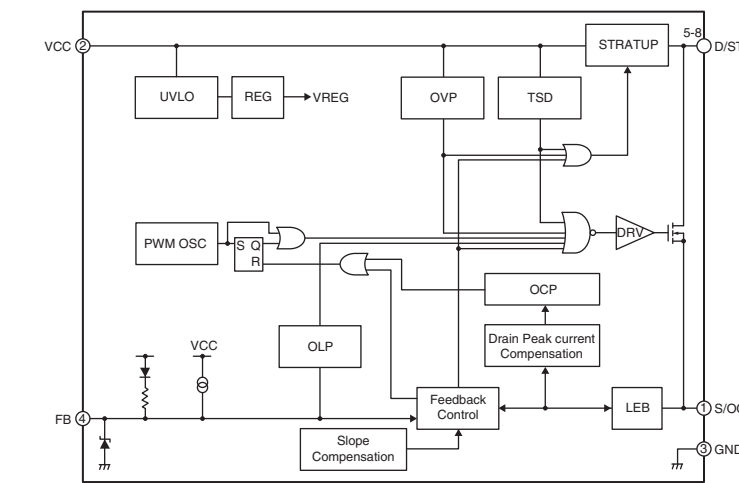 5-8
VCC 2
STRATUP
D/ST
UVLO
REG
VREG
OVP
TSD
PWM OSC
S Q
R
DRV
OCP
Drain Peak current
Compensation
VCC
OLP
Feedback
Control
LEB
1 S/OC
FB 4
Slope
Compensation
3 GND